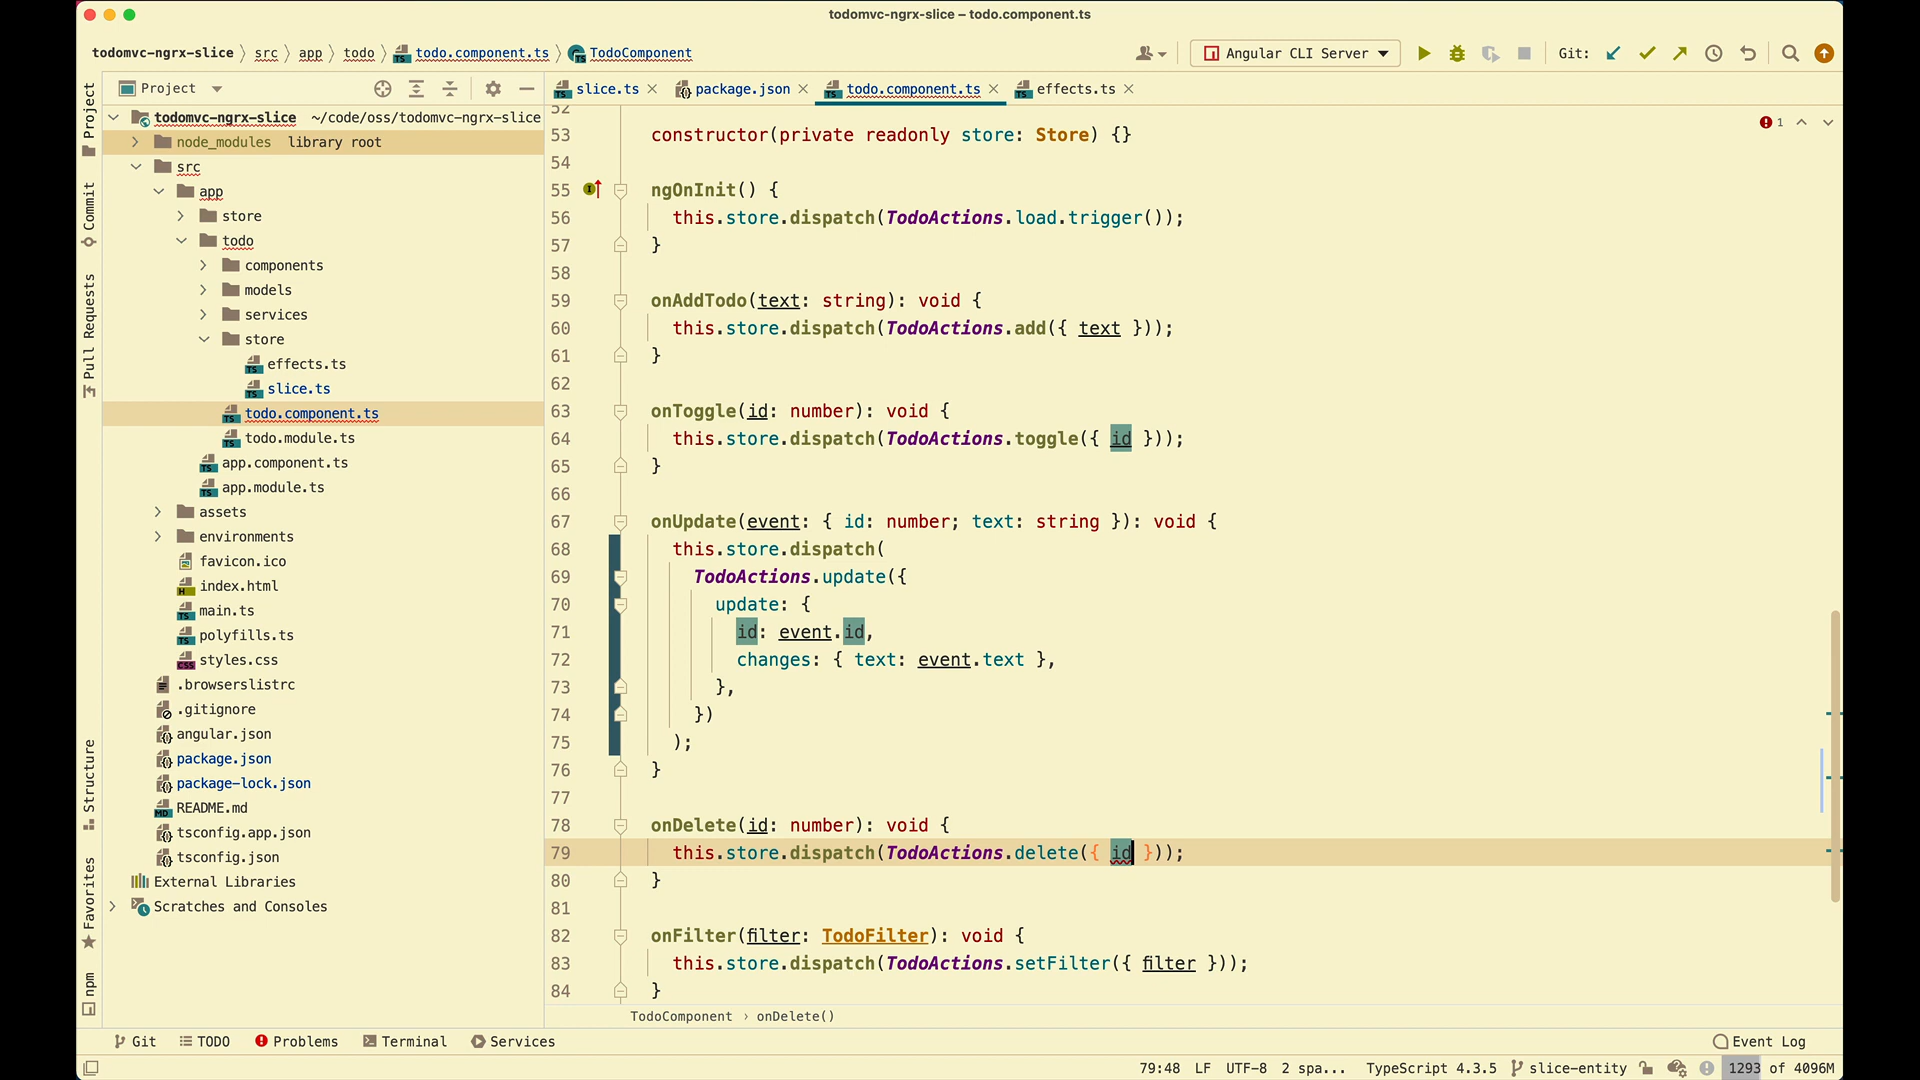 todomvc-ngrx-slice – todo.component.ts
todomvc-ngrx-slice 〉 src 〉 app 〉 todo 〉 todo.component.ts 〉 TodoComponent
Angular CLI Server
Git:
Project
slice.ts
package.json
todo.component.ts
effects.ts
Project
Commit
Pull Requests
Structure
Favorites
npm
todomvc-ngrx-slice ~/code/oss/todomvc-ngrx-slice
node_modules library root
src
app
store
todo
components
models
services
store
effects.ts
slice.ts
todo.component.ts
todo.module.ts
app.component.ts
app.module.ts
assets
environments
favicon.ico
index.html
main.ts
polyfills.ts
styles.css
.browserslistrc
.gitignore
angular.json
package.json
package-lock.json
README.md
tsconfig.app.json
tsconfig.json
External Libraries
Scratches and Consoles
1
52
53 constructor(private readonly store: Store) {}
54
55 ngOnInit() {
56 this.store.dispatch(TodoActions.load.trigger());
57 }
58
59 onAddTodo(text: string): void {
60 this.store.dispatch(TodoActions.add({ text }));
61 }
62
63 onToggle(id: number): void {
64 this.store.dispatch(TodoActions.toggle({ id }));
65 }
66
67 onUpdate(event: { id: number; text: string }): void {
68 this.store.dispatch(
69 TodoActions.update({
70 update: {
71 id: event.id,
72 changes: { text: event.text },
73 },
74 })
75 );
76 }
77
78 onDelete(id: number): void {
79 this.store.dispatch(TodoActions.delete({ id }));
80 }
81
82 onFilter(filter: TodoFilter): void {
83 this.store.dispatch(TodoActions.setFilter({ filter }));
84 }
TodoComponent › onDelete()
Git
TODO
Problems
Terminal
Services
Event Log
79:48 LF UTF-8 2 spa... TypeScript 4.3.5 slice-entity 1293 of 4096M